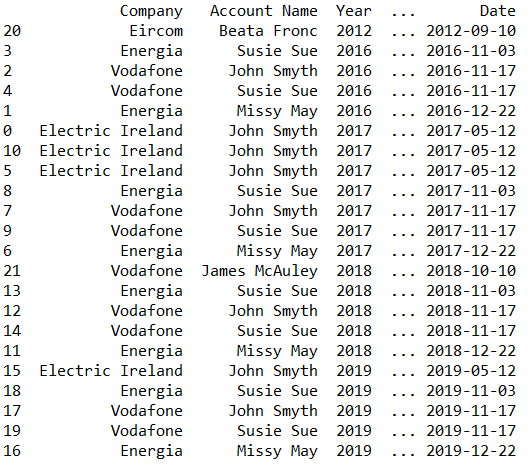 Company Account Name Year ... Date
20 Eircom Beata Fronc 2012 ... 2012-09-10
3 Energia Susie Sue 2016 ... 2016-11-03
2 Vodafone John Smyth 2016 ... 2016-11-17
4 Vodafone Susie Sue 2016 ... 2016-11-17
1 Energia Missy May 2016 ... 2016-12-22
0 Electric Ireland John Smyth 2017 ... 2017-05-12
10 Electric Ireland John Smyth 2017 ... 2017-05-12
5 Electric Ireland John Smyth 2017 ... 2017-05-12
8 Energia Susie Sue 2017 ... 2017-11-03
7 Vodafone John Smyth 2017 ... 2017-11-17
9 Vodafone Susie Sue 2017 ... 2017-11-17
6 Energia Missy May 2017 ... 2017-12-22
21 Vodafone James McAuley 2018 ... 2018-10-10
13 Energia Susie Sue 2018 ... 2018-11-03
12 Vodafone John Smyth 2018 ... 2018-11-17
14 Vodafone Susie Sue 2018 ... 2018-11-17
11 Energia Missy May 2018 ... 2018-12-22
15 Electric Ireland John Smyth 2019 ... 2019-05-12
18 Energia Susie Sue 2019 ... 2019-11-03
17 Vodafone John Smyth 2019 ... 2019-11-17
19 Vodafone Susie Sue 2019 ... 2019-11-17
16 Energia Missy May 2019 ... 2019-12-22